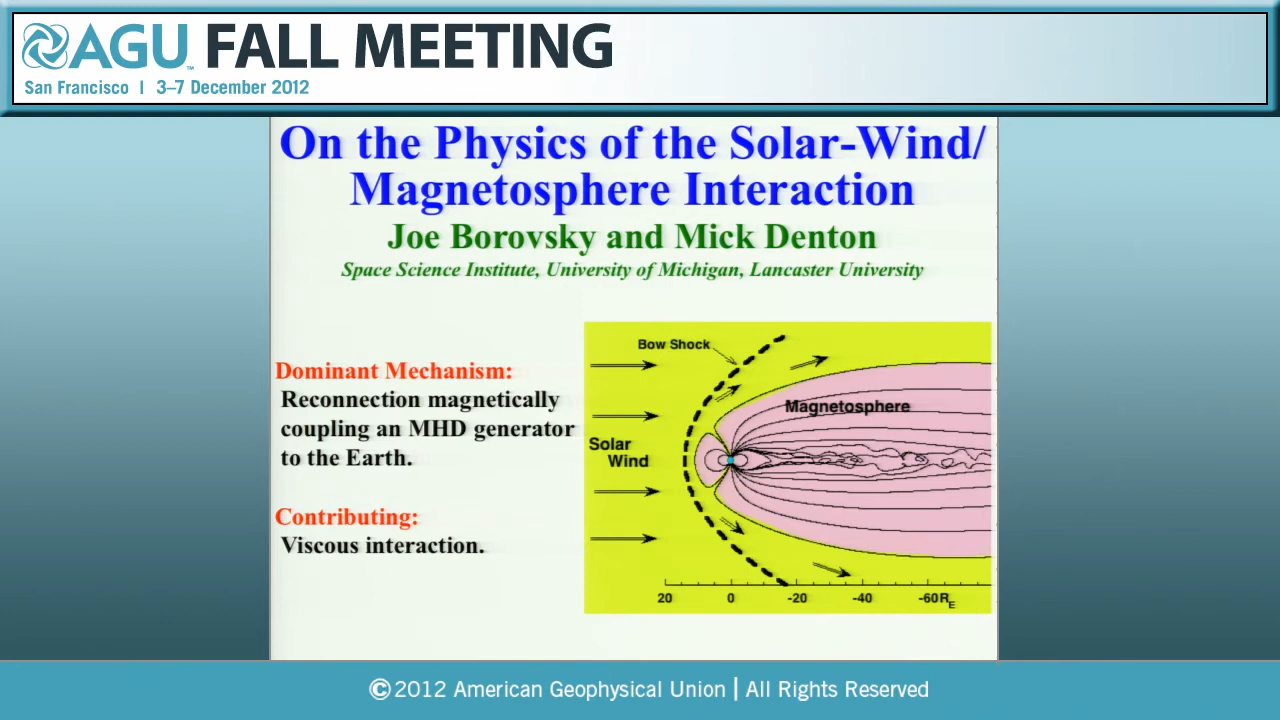 AGU™ FALL MEETING
San Francisco | 3–7 December 2012
On the Physics of the Solar-Wind/
Magnetosphere Interaction
Joe Borovsky and Mick Denton
Space Science Institute, University of Michigan, Lancaster University
Dominant Mechanism:
Reconnection magnetically
coupling an MHD generator
to the Earth.
Contributing:
Viscous interaction.
Bow Shock
Magnetosphere
Solar
Wind
20 0 -20 -40 -60RE
©2012 American Geophysical Union | All Rights Reserved